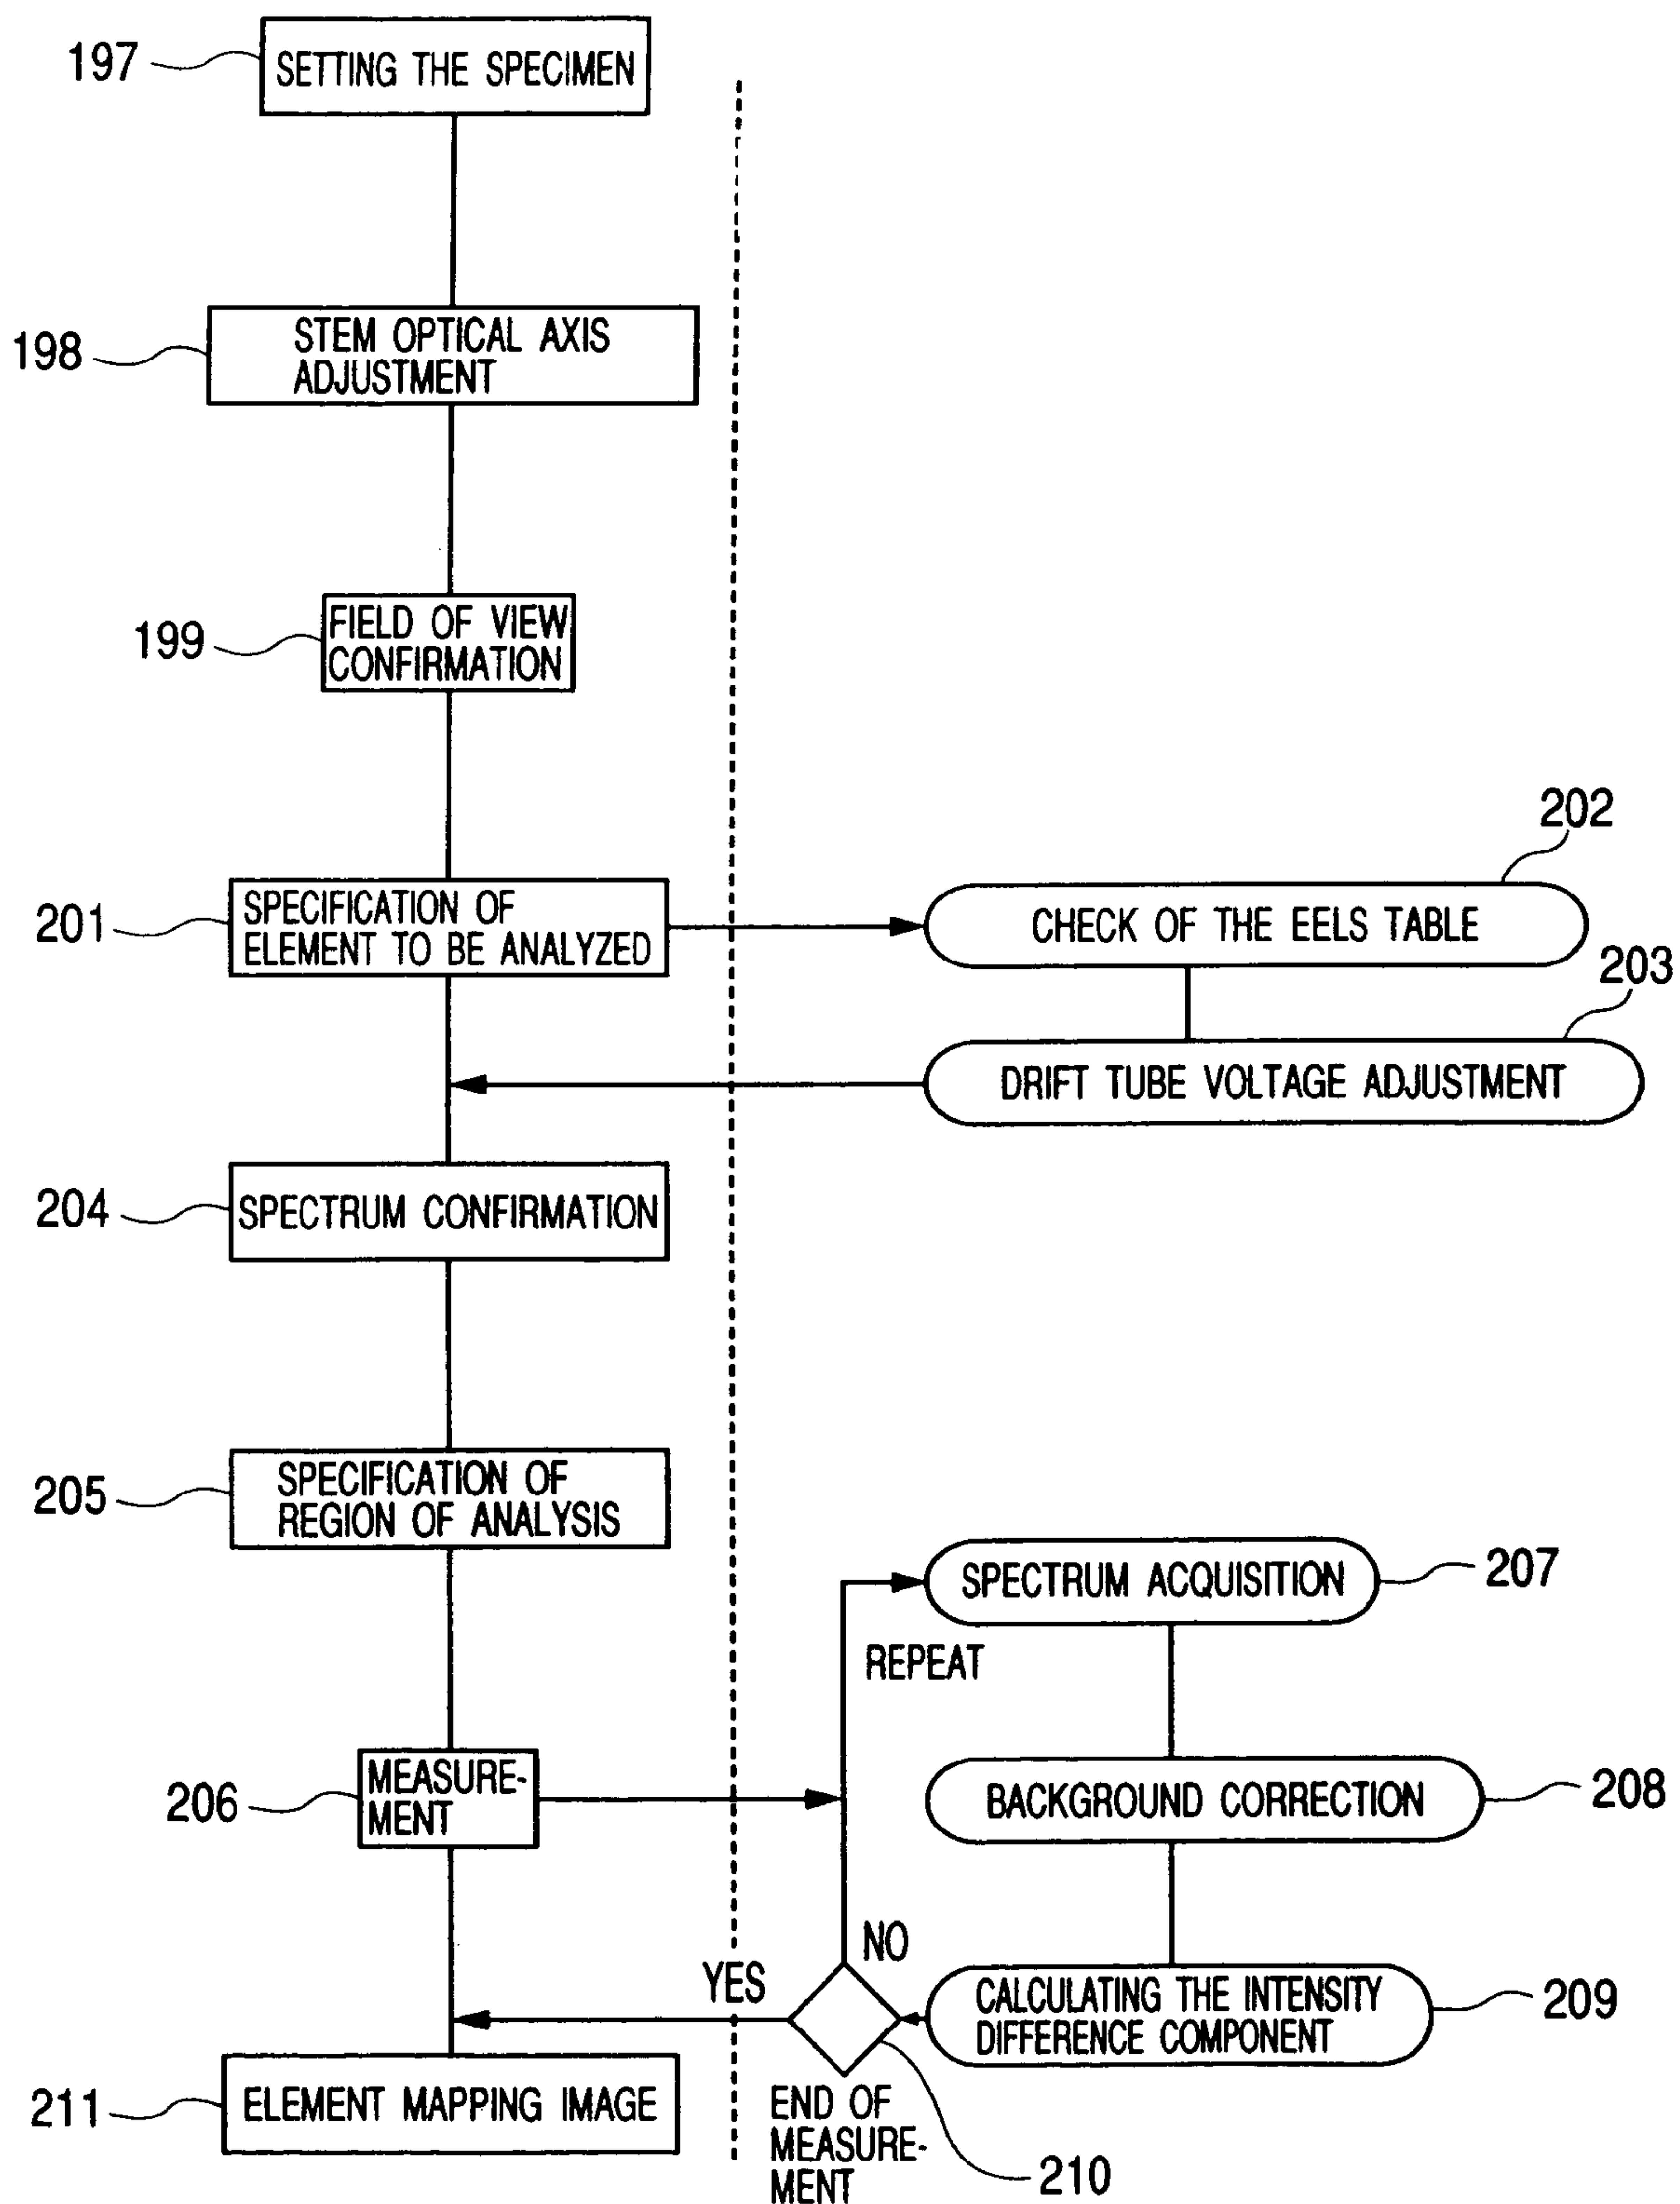 197
SETTING THE SPECIMEN
198
STEM OPTICAL AXIS
ADJUSTMENT
199
FIELD OF VIEW
CONFIRMATION
201
SPECIFICATION OF
ELEMENT TO BE ANALYZED
202
CHECK OF THE EELS TABLE
203
DRIFT TUBE VOLTAGE ADJUSTMENT
204
SPECTRUM CONFIRMATION
205
SPECIFICATION OF
REGION OF ANALYSIS
SPECTRUM ACQUISITION
207
REPEAT
206
MEASURE-
MENT
BACKGROUND CORRECTION
208
NO
YES
CALCULATING THE INTENSITY
DIFFERENCE COMPONENT
209
211
ELEMENT MAPPING IMAGE
END OF
MEASURE-
MENT
210